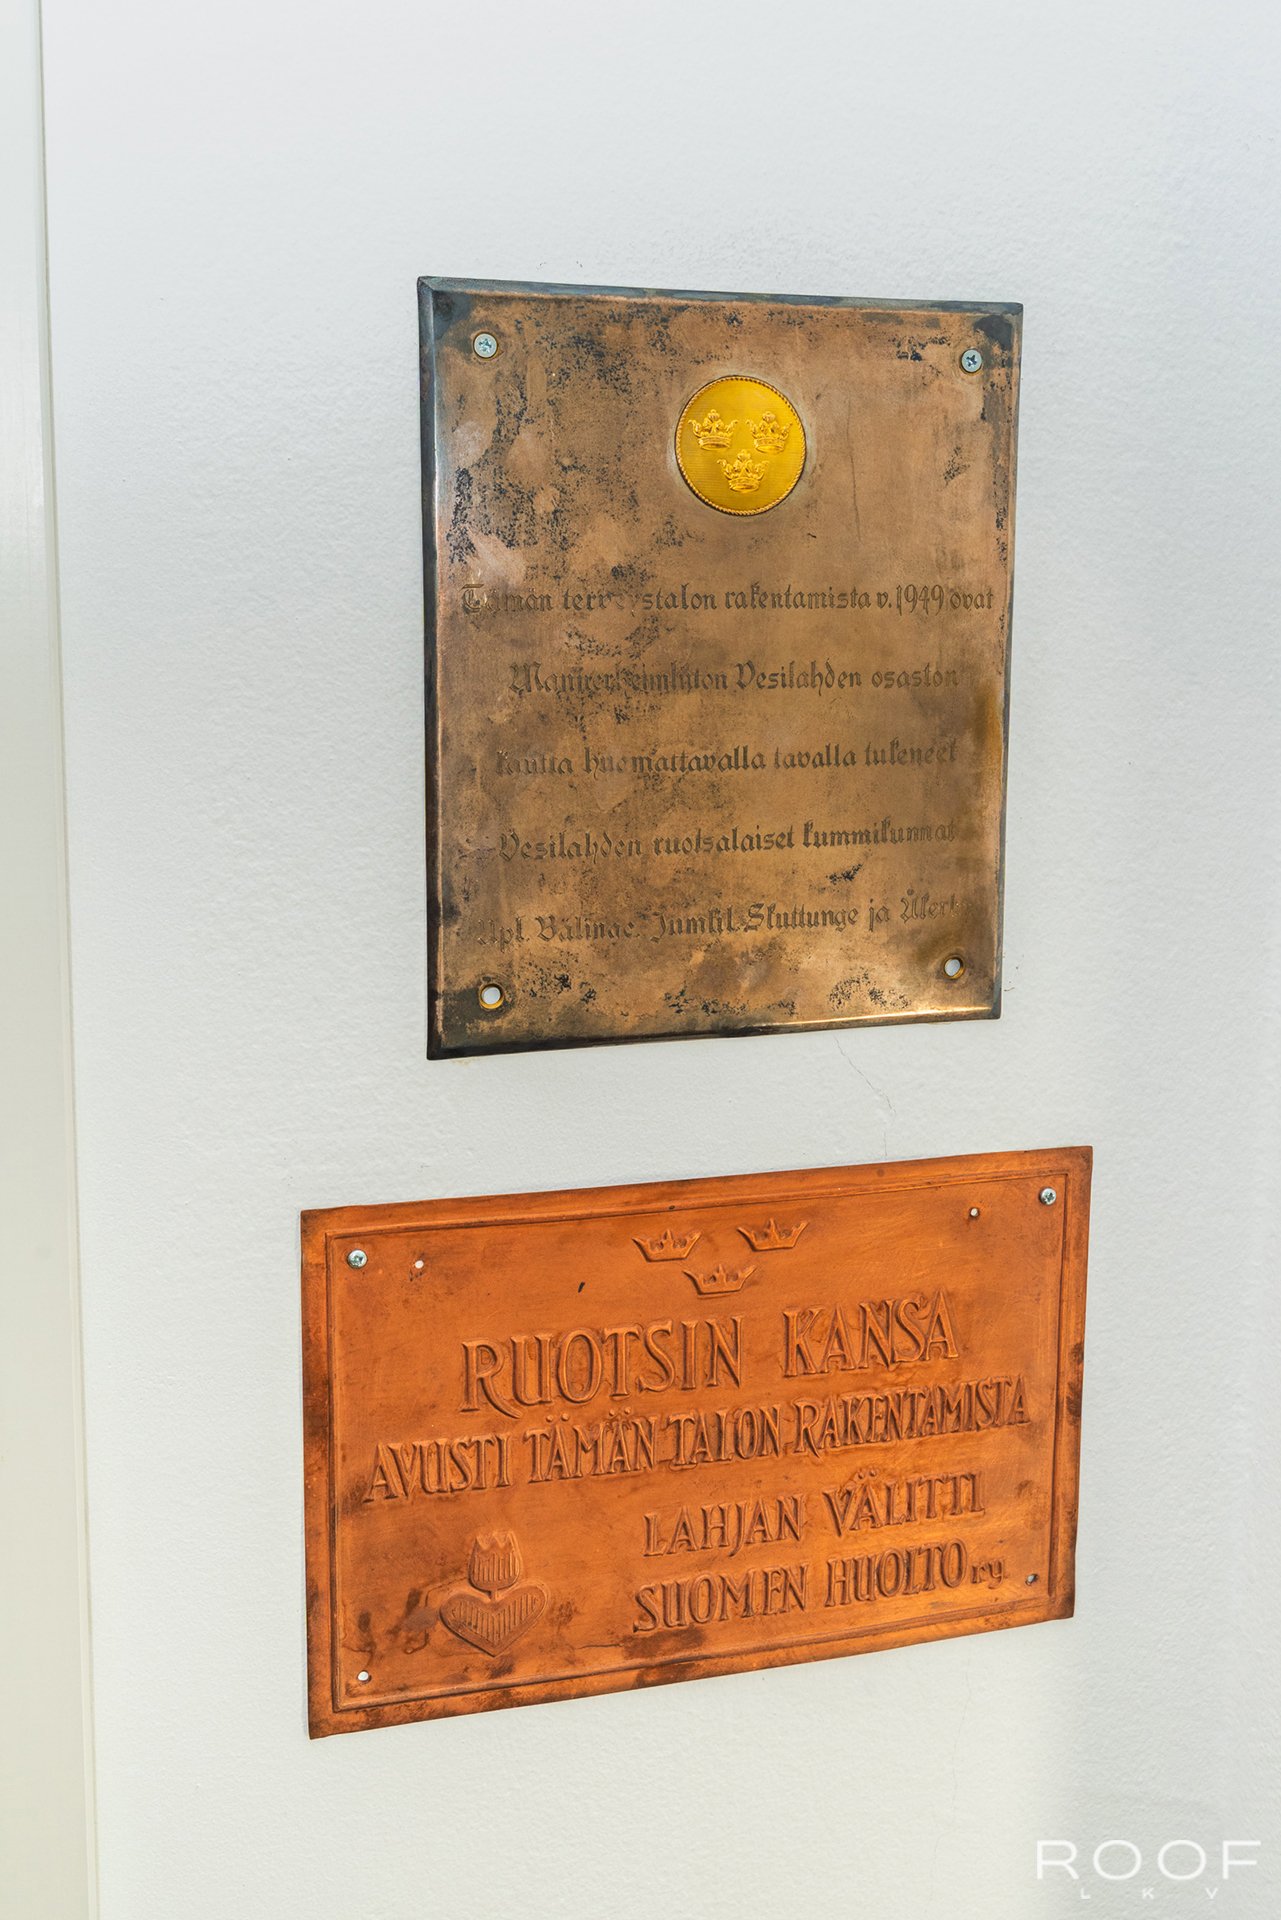 Tämän terveystalon rakentamista v. 1949 ovat
Mannerheimliiton Vesilahden osaston
kautta huomattavalla tavalla tukeneet
Vesilahden ruotsalaiset kummikunnat
Upl. Bälinge, Jumkil, Skuttunge ja
RUOTSIN KANSA
AVUSTI TÄMÄN TALON RAKENTAMISTA
LAHJAN VÄLITTI
SUOMEN HUOLTO r.y.
ROOF
LKV